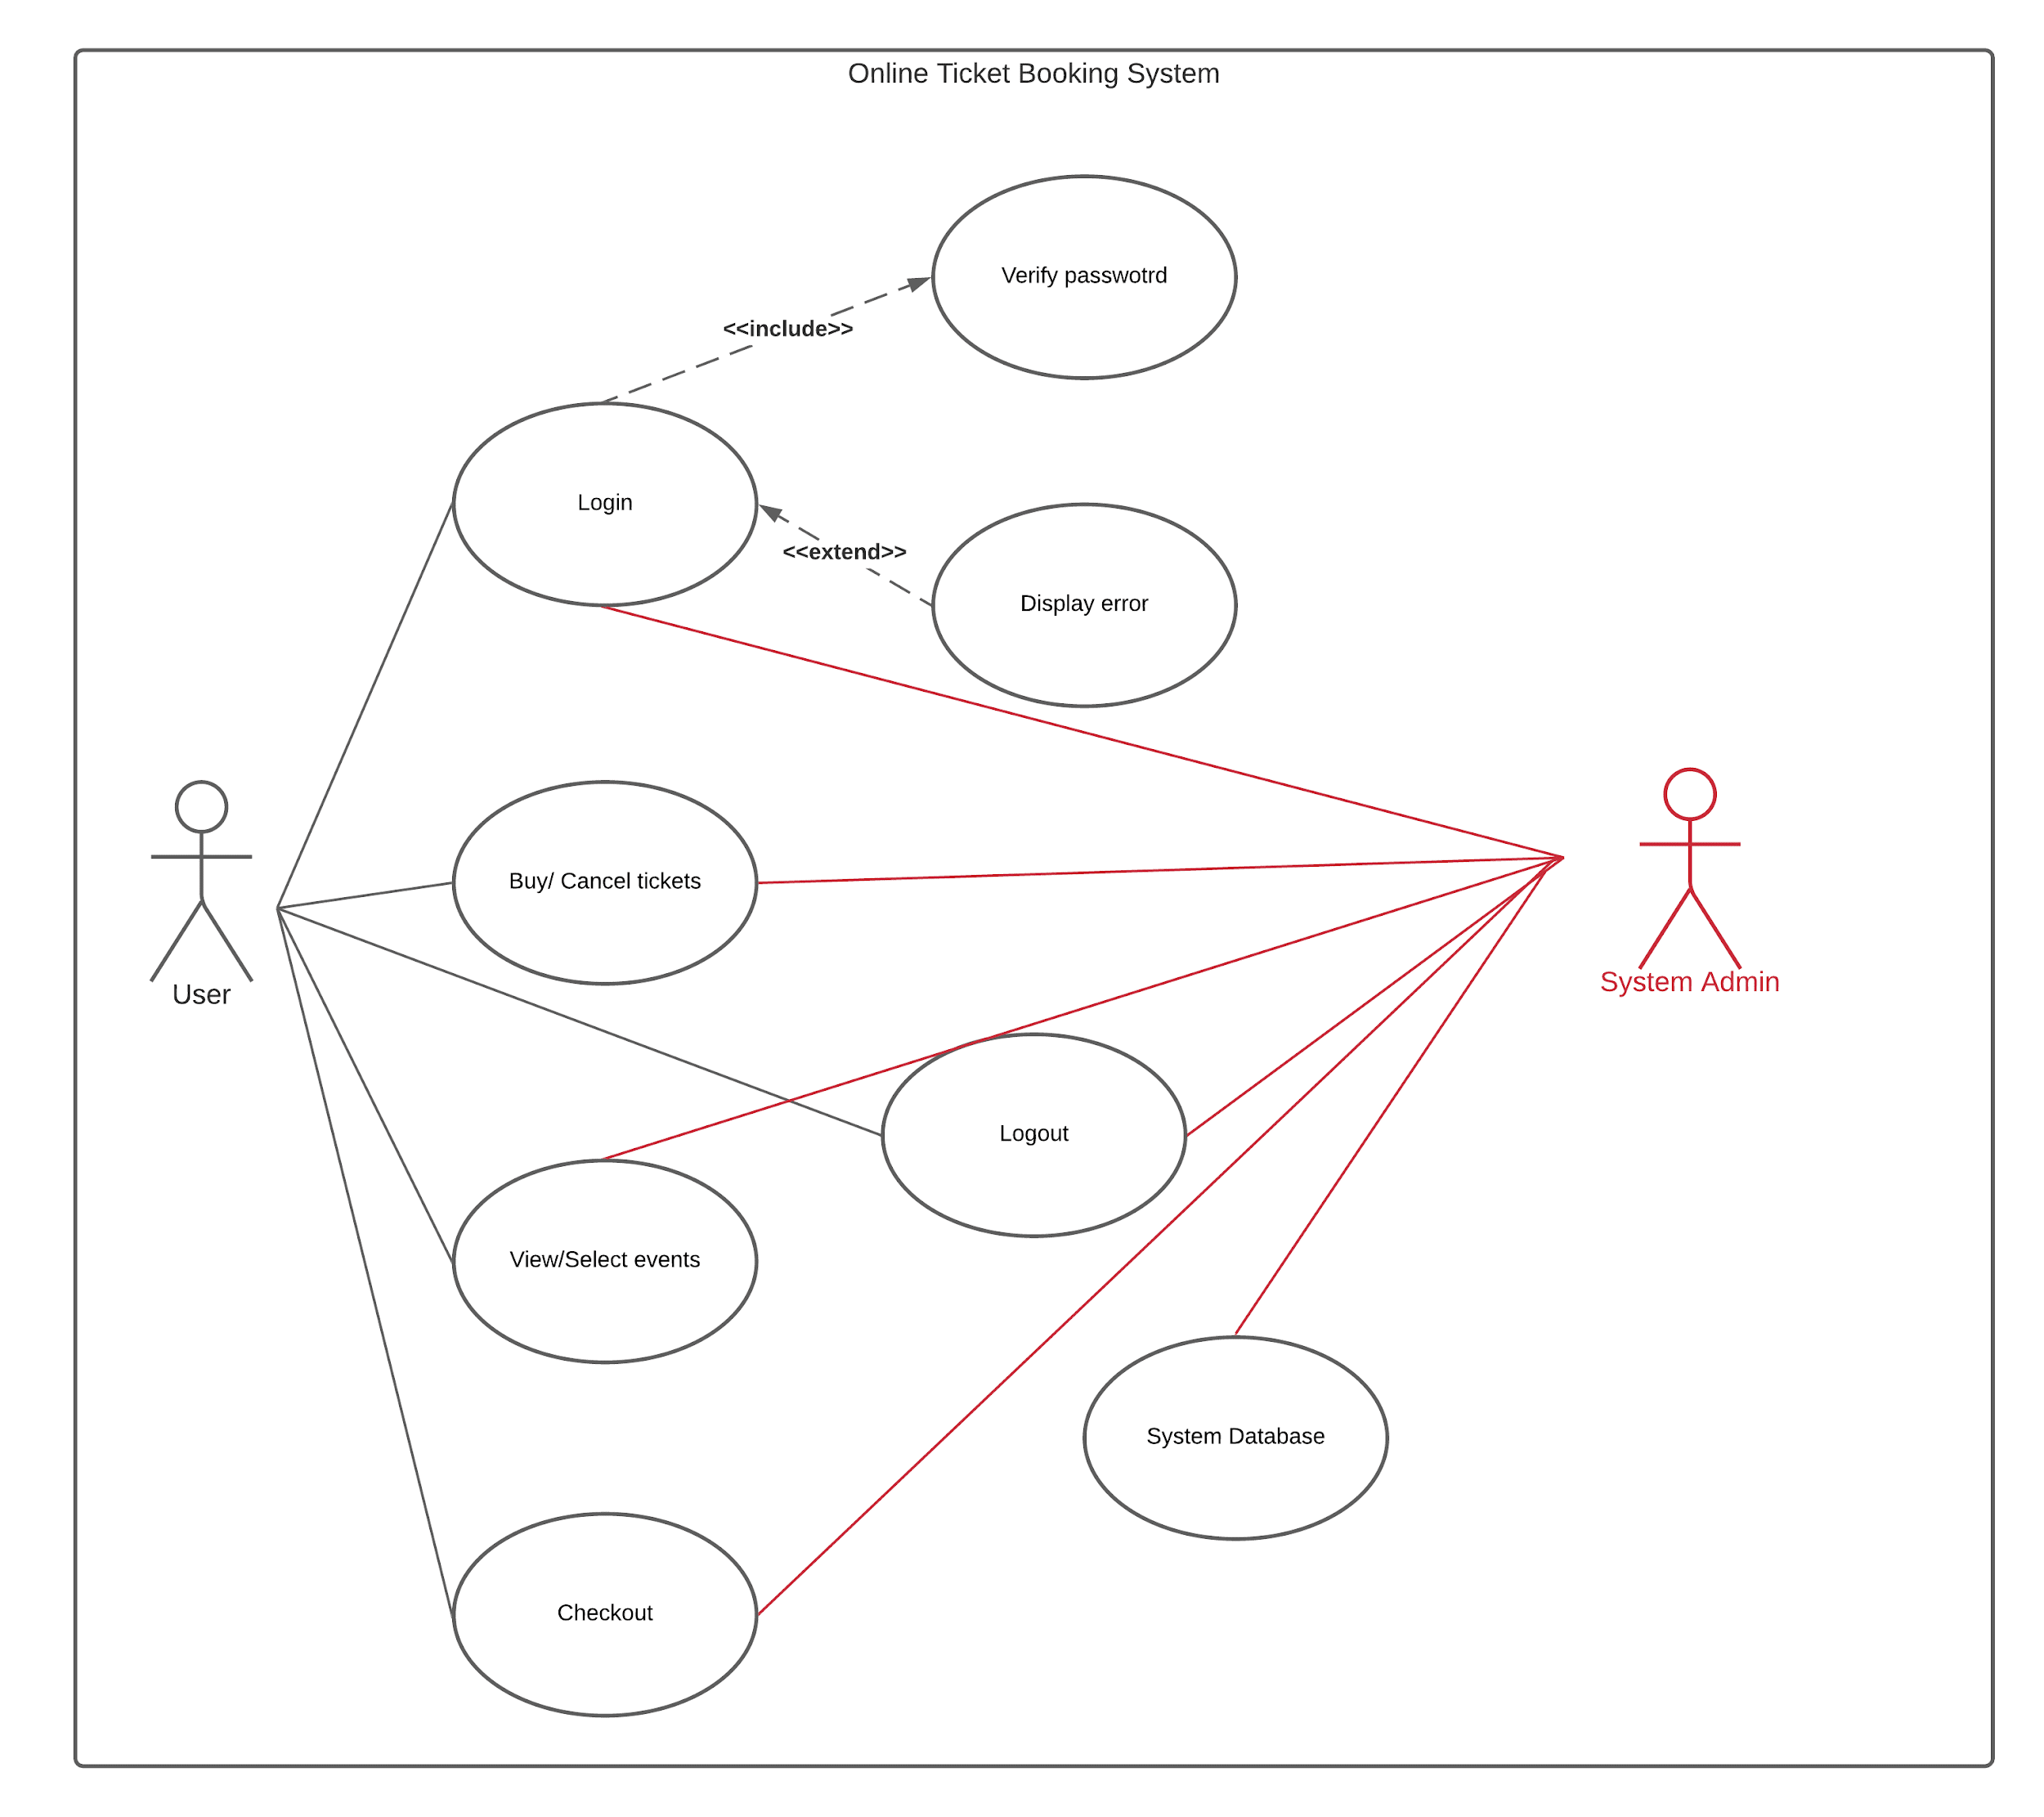 Online Ticket Booking System
Verify passwotrd
<<include>>
Login
<<extend>>
Display error
Buy/ Cancel tickets
User
System Admin
Logout
View/Select events
System Database
Checkout